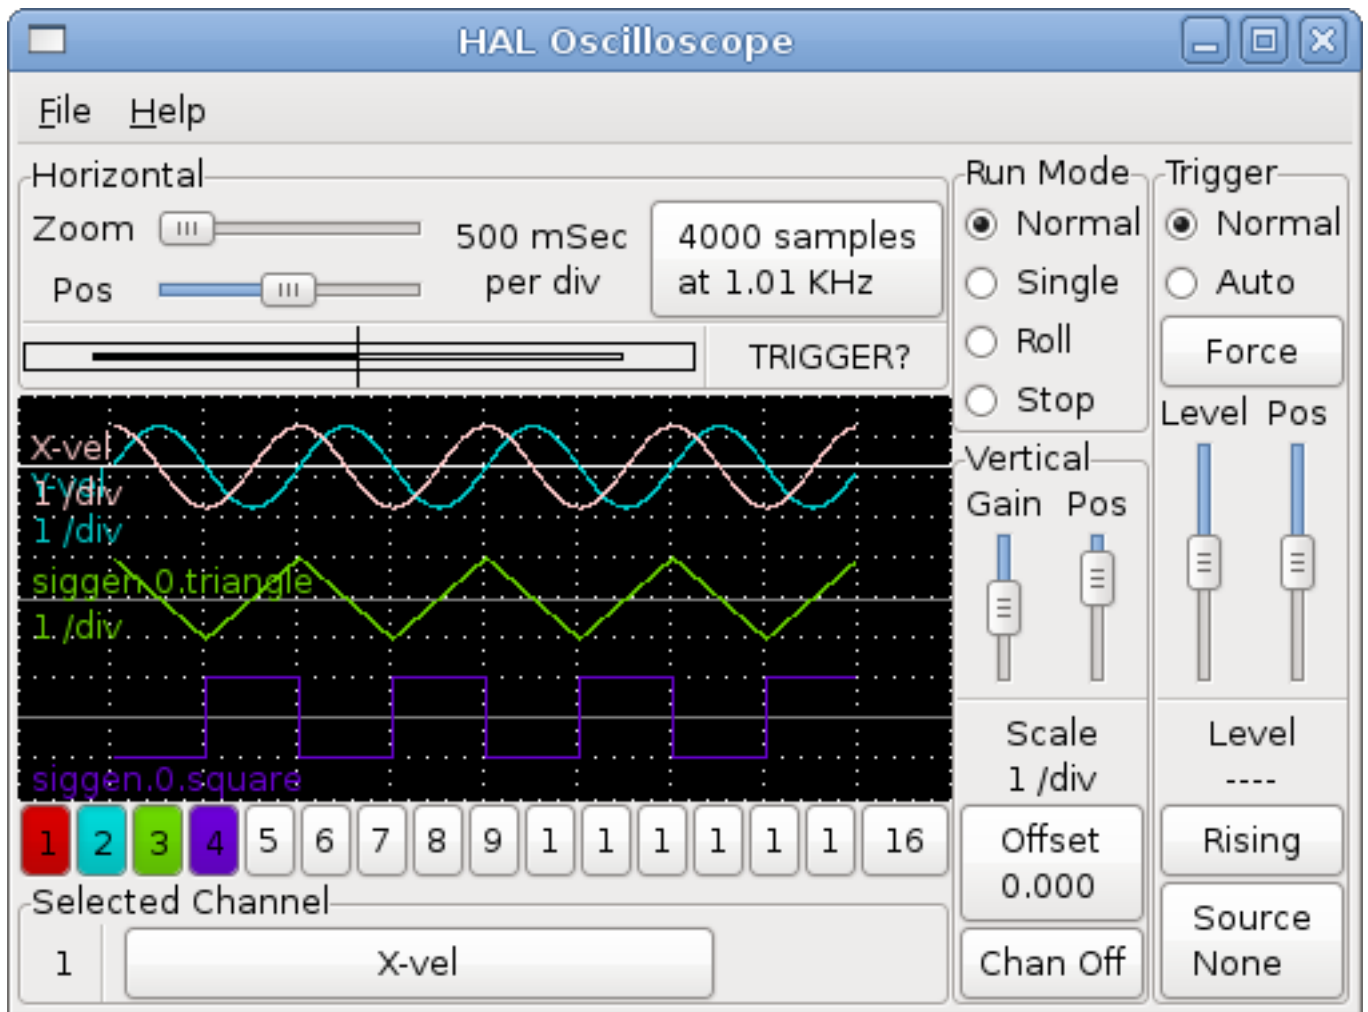 HAL Oscilloscope
File Help
Horizontal
Zoom
Pos
500 mSec
per div
4000 samples
at 1.01 KHz
TRIGGER?
Run Mode
Normal
Single
Roll
Stop
Trigger
Normal
Auto
Force
Level Pos
Vertical
Gain Pos
Scale
1 /div
Offset
0.000
Chan Off
Level
----
Rising
Source
None
X-vel
Y-vel
1 /div
1 /div
siggen.0.triangle
1 /div
siggen.0.square
1 2 3 4 5 6 7 8 9 1 1 1 1 1 1 16
Selected Channel
1 X-vel